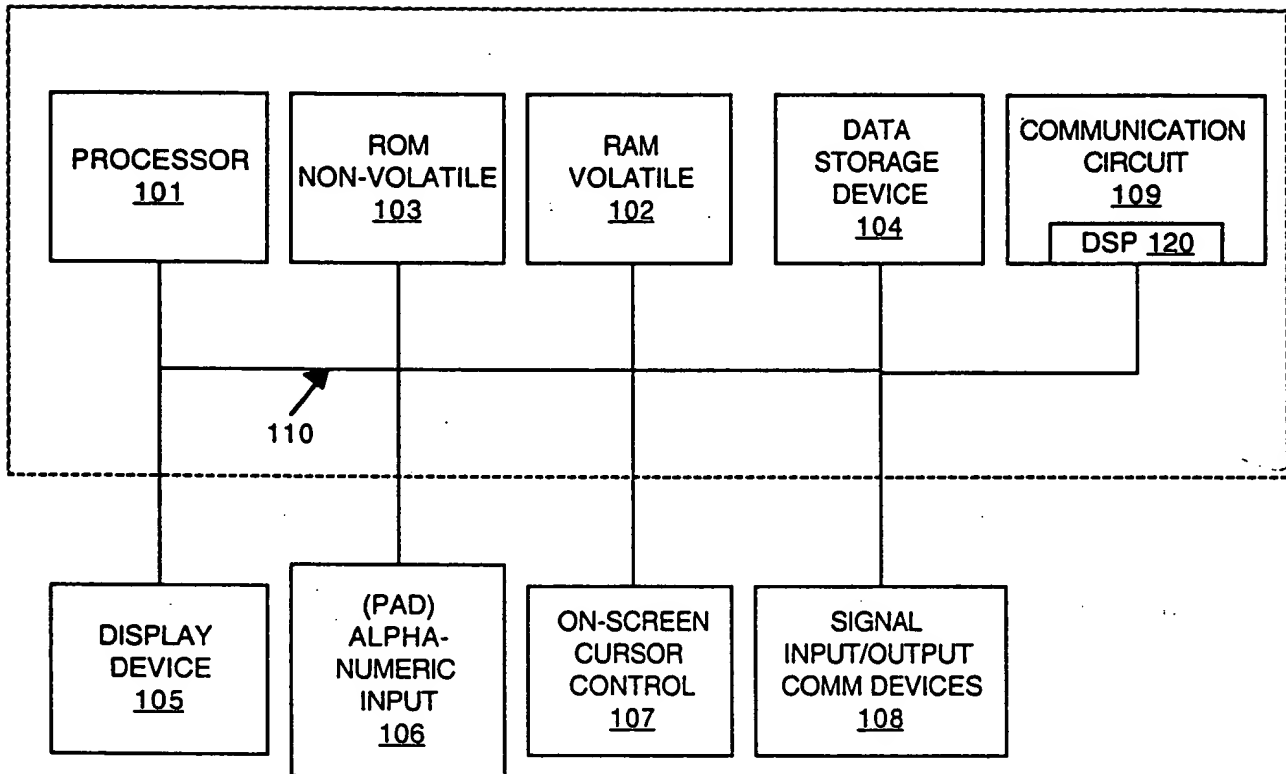 PROCESSOR
101
ROM
NON-VOLATILE
103
RAM
VOLATILE
102
DATA
STORAGE
DEVICE
104
COMMUNICATION
CIRCUIT
109
DSP 120
110
DISPLAY
DEVICE
105
(PAD)
ALPHA-
NUMERIC
INPUT
106
ON-SCREEN
CURSOR
CONTROL
107
SIGNAL
INPUT/OUTPUT
COMM DEVICES
108